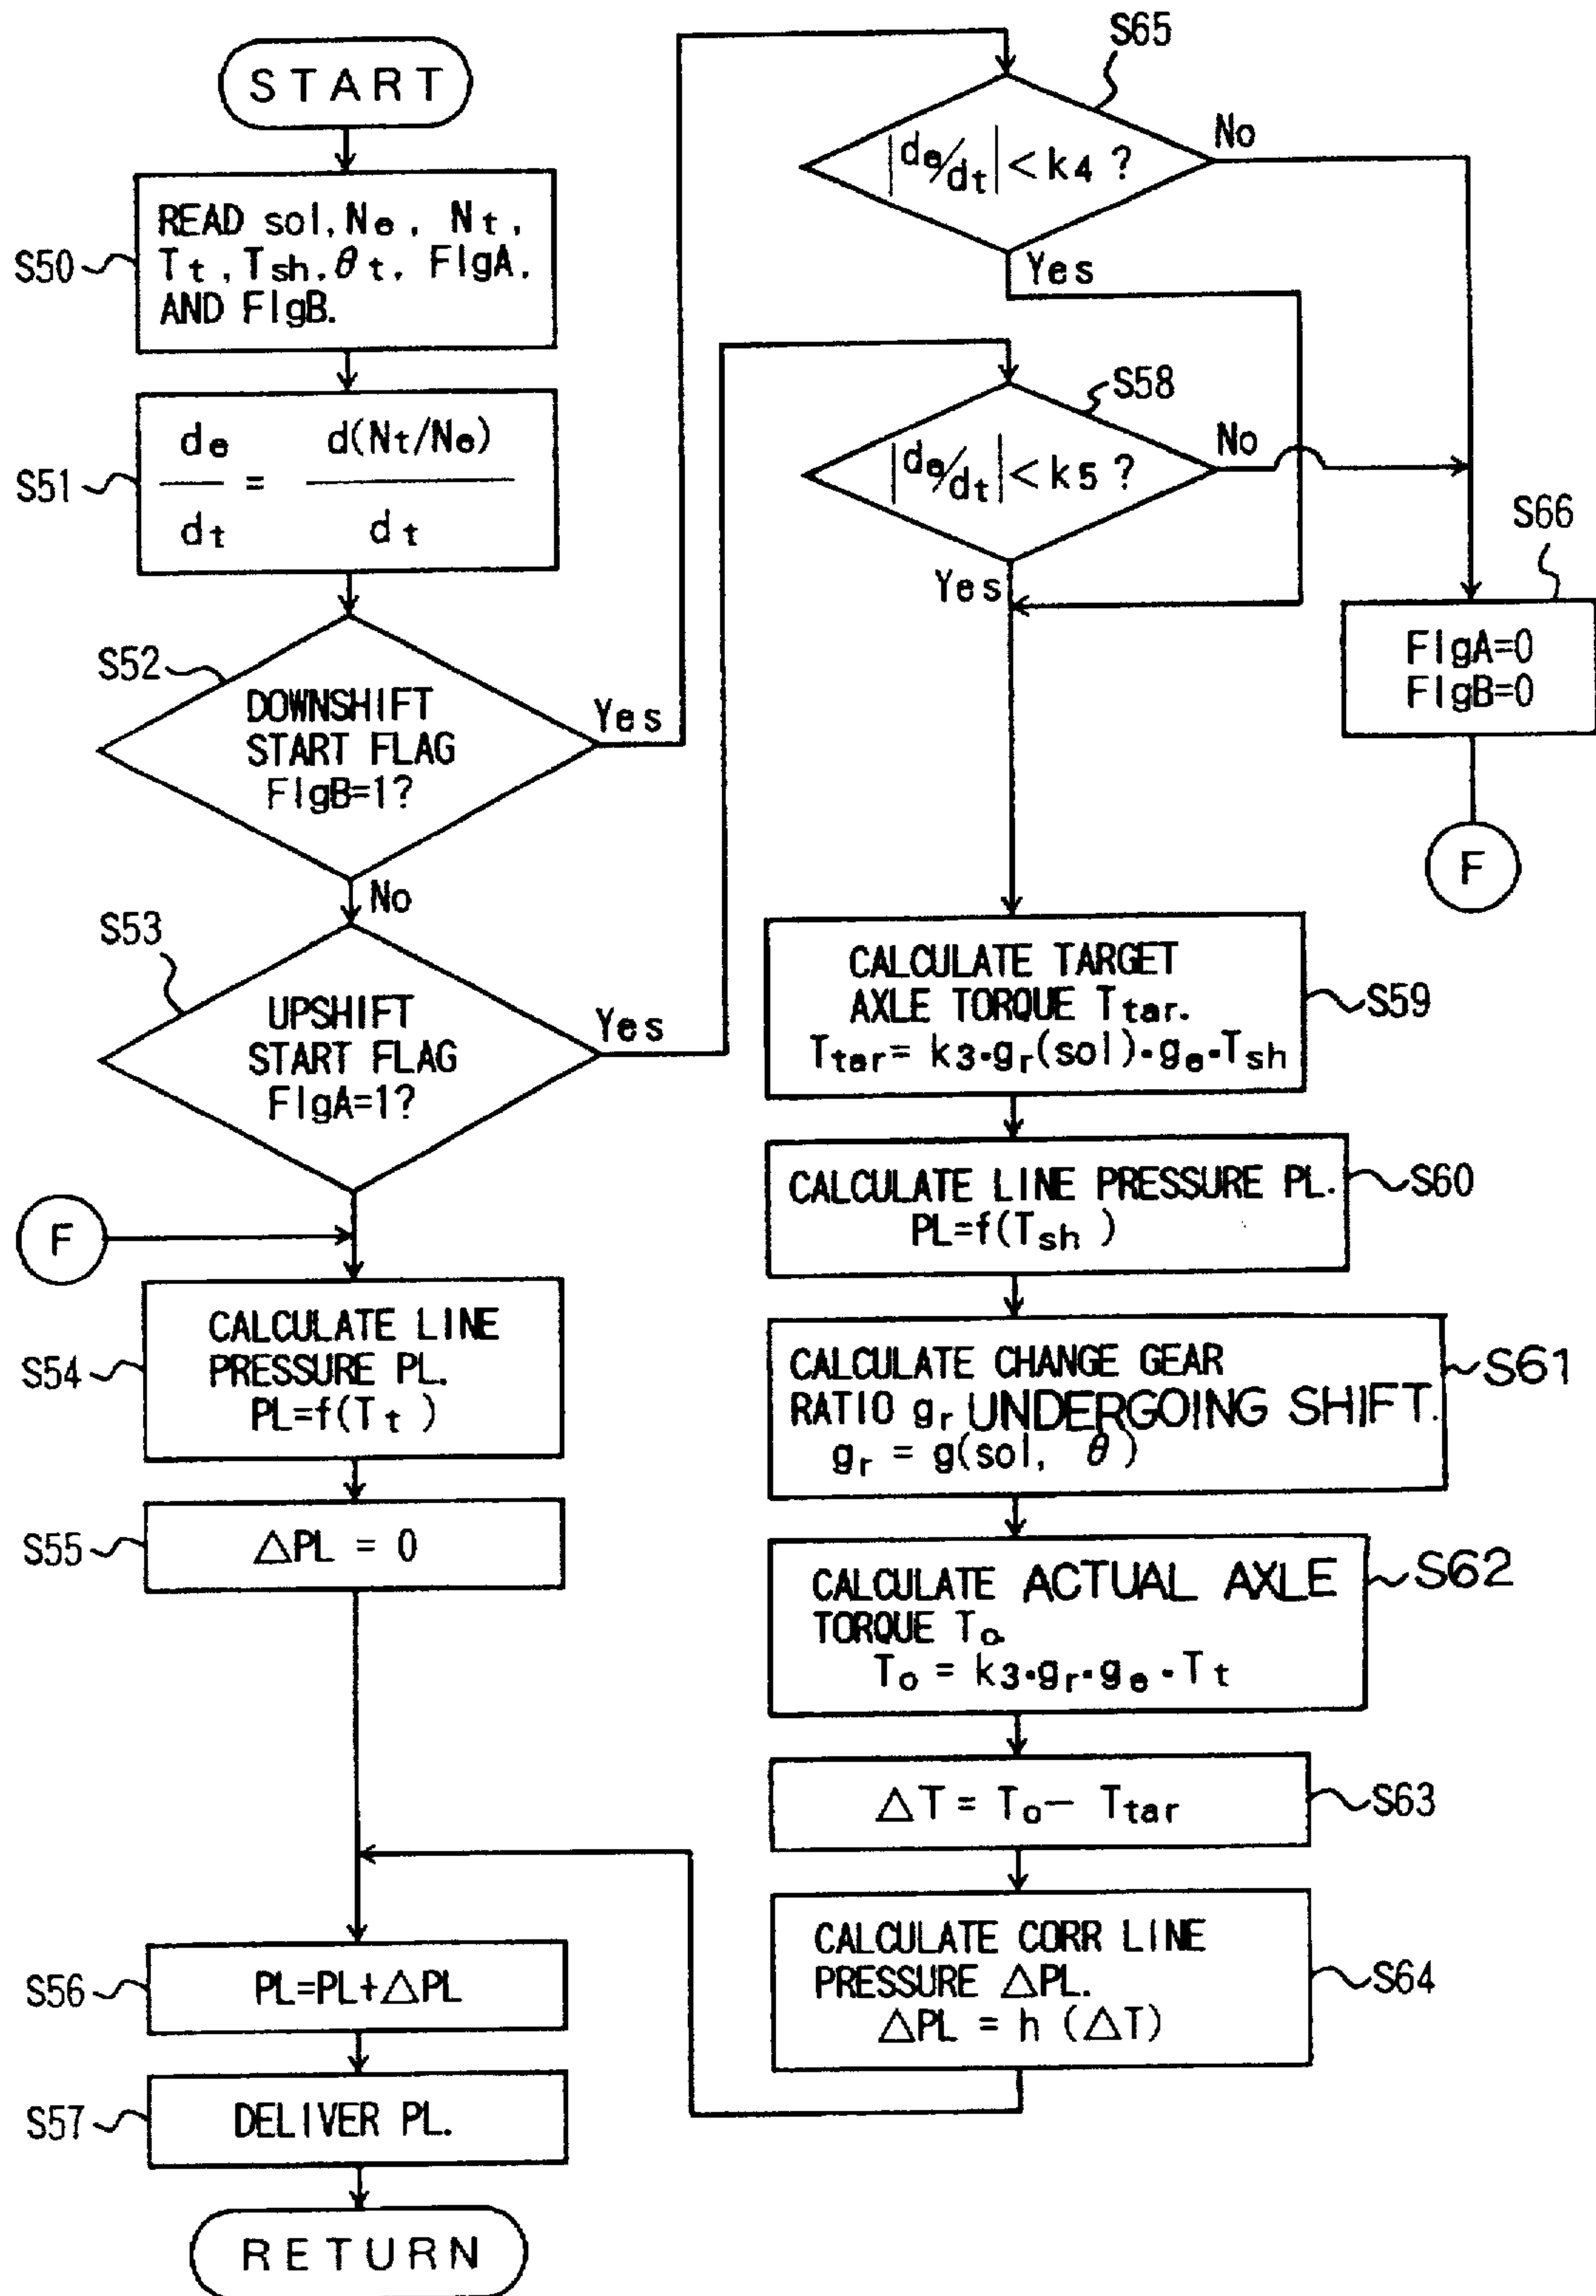 START
S50
READ sol, Ne, Nt,
Tt, Tsh, θt, FlgA,
AND FlgB.
S51
de/dt = d(Nt/Ne)/dt
S52
DOWNSHIFT
START FLAG
FlgB=1?
Yes
No
S53
UPSHIFT
START FLAG
FlgA=1?
Yes
F
S54
CALCULATE LINE
PRESSURE PL.
PL=f(Tt)
S55
△PL = 0
S56
PL=PL+△PL
S57
DELIVER PL.
RETURN
S65
|de/dt| < k4 ?
No
Yes
S58
|de/dt| < k5 ?
No
Yes
S66
FlgA=0
FlgB=0
F
S59
CALCULATE TARGET
AXLE TORQUE Ttar.
Ttar= k3·gr(sol)·ge·Tsh
S60
CALCULATE LINE PRESSURE PL.
PL=f(Tsh)
S61
CALCULATE CHANGE GEAR
RATIO gr UNDERGOING SHIFT.
gr = g(sol, θ)
S62
CALCULATE ACTUAL AXLE
TORQUE To.
To = k3·gr·ge·Tt
S63
△T = To− Ttar
S64
CALCULATE CORR LINE
PRESSURE △PL.
△PL = h (△T)